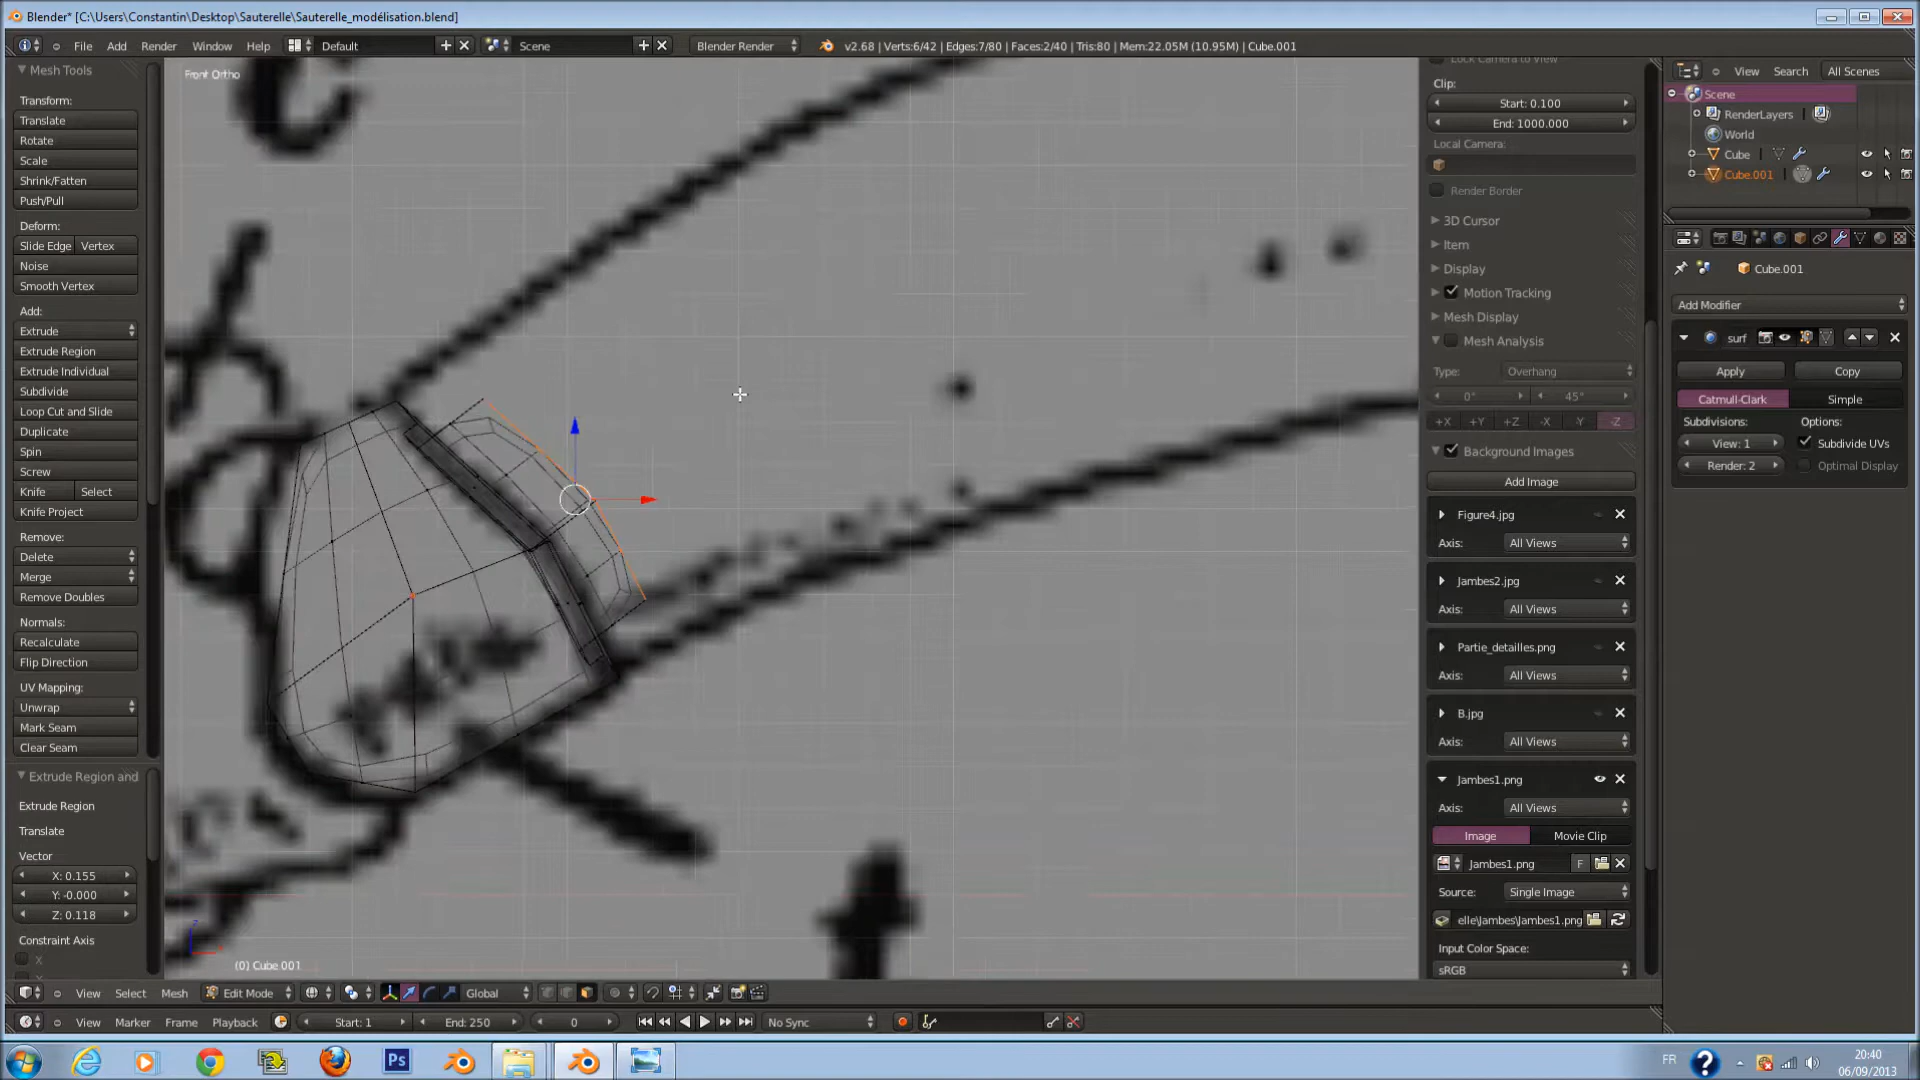 Blender* [C:\Users\Constantin\Desktop\Sauterelle\Sauterelle_modélisation.blend]
File Add Render Window Help Default Scene Blender Render v2.68 | Verts:6/42 | Edges:7/80 | Faces:2/40 | Tris:80 | Mem:22.05M (10.95M) | Cube.001
Mesh Tools
Transform:
Translate
Rotate
Scale
Shrink/Fatten
Push/Pull
Deform:
Slide Edge Vertex
Noise
Smooth Vertex
Add:
Extrude
Extrude Region
Extrude Individual
Subdivide
Loop Cut and Slide
Duplicate
Spin
Screw
Knife Select
Knife Project
Remove:
Delete
Merge
Remove Doubles
Normals:
Recalculate
Flip Direction
UV Mapping:
Unwrap
Mark Seam
Clear Seam
Extrude Region and
Extrude Region
Translate
Vector
X: 0.155
Y: -0.000
Z: 0.118
Constraint Axis
X
Front Ortho
(0) Cube 001
Lock Camera to View
Clip:
Start: 0.100
End: 1000.000
Local Camera:
Render Border
3D Cursor
Item
Display
Motion Tracking
Mesh Display
Mesh Analysis
Type: Overhang
0° 45°
+X +Y +Z -X -Y -Z
Background Images
Add Image
Figure4.jpg
Axis: All Views
Jambes2.jpg
Axis: All Views
Partie_detailles.png
Axis: All Views
B.jpg
Axis: All Views
Jambes1.png
Axis: All Views
Image Movie Clip
Jambes1.png F
Source: Single Image
elle\Jambes\Jambes1.png
Input Color Space:
sRGB
View Search All Scenes
Scene
RenderLayers
World
Cube
Cube.001
Cube.001
Add Modifier
surf
Apply Copy
Catmull-Clark Simple
Subdivisions: Options:
View: 1 Subdivide UVs
Render: 2 Optimal Display
View Select Mesh Edit Mode Global
View Marker Frame Playback Start: 1 End: 250 0 No Sync
Ps FR 20:40
06/09/2013